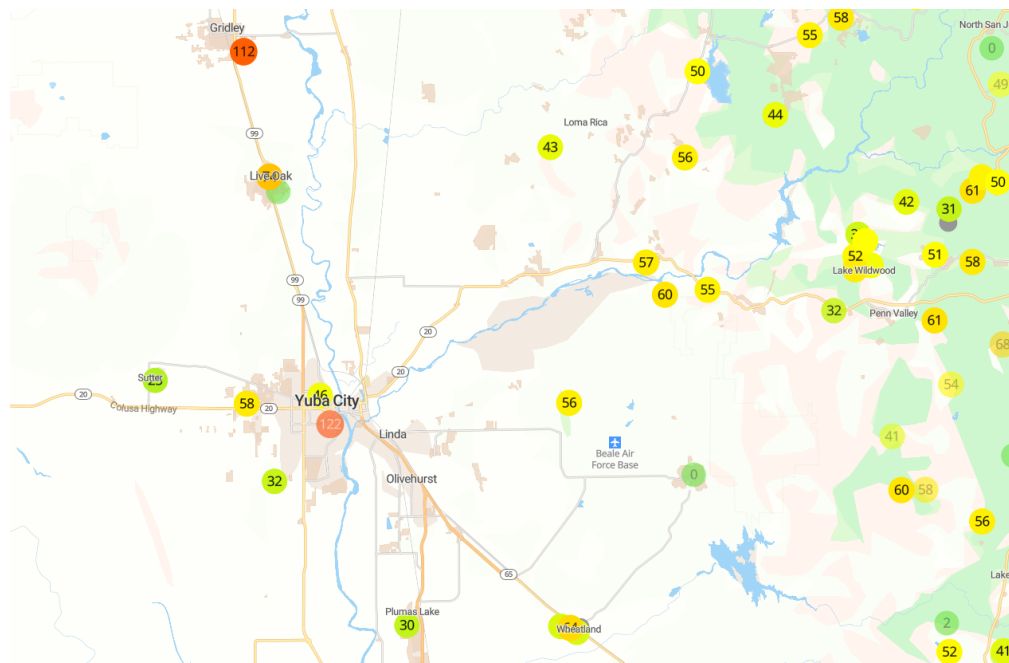 58
Gridley
North San J
55
0
112
50
49
44
99
Loma Rica
43
56
Live Oak
50
61
42
31
52
51
58
57
Lake Wildwood
99
55
60
99
32
Penn Valley
61
20
68
20
Sutter
54
20
46
58
20
Yuba City
56
Colusa Highway
122
Linda
41
Beale Air
Force Base
0
Olivehurst
32
60
58
56
65
Lake
Plumas Lake
2
30
64
Wheatland
52
41